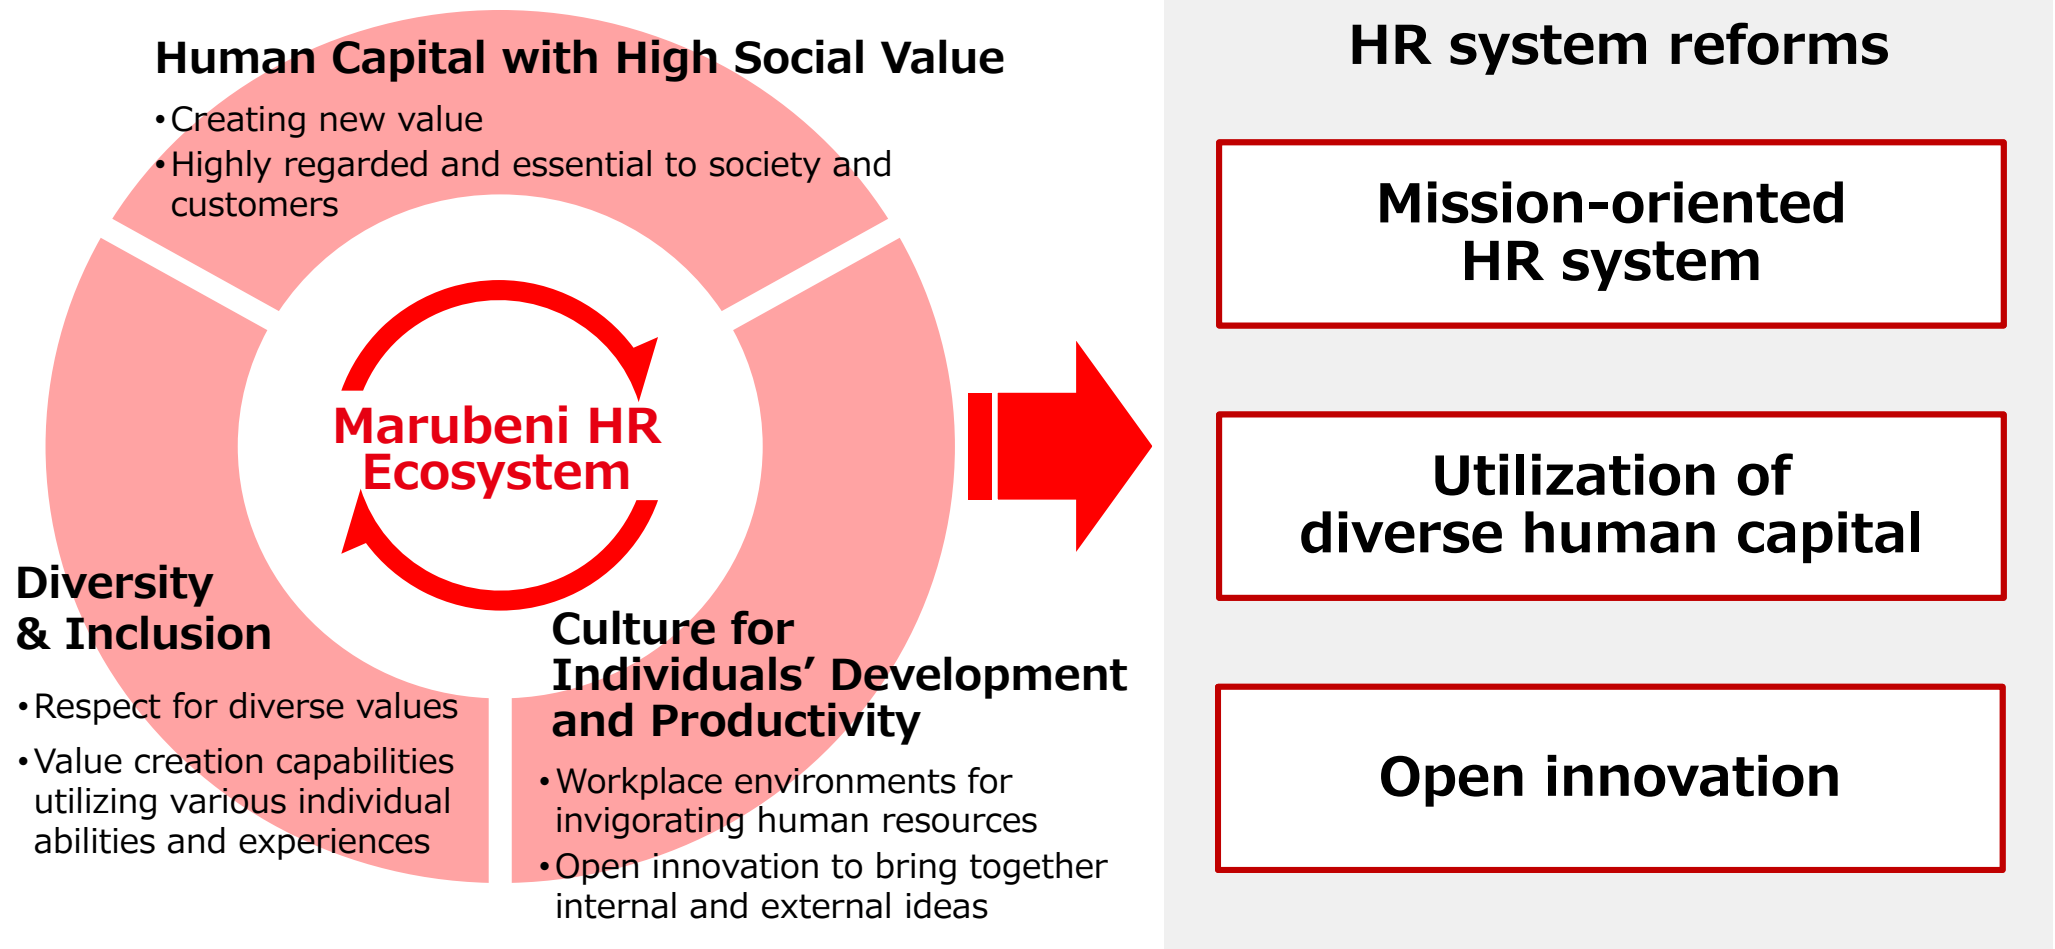 Human Capital with High Social Value
・Creating new value
・Highly regarded and essential to society and
customers
Marubeni HR
Ecosystem
Diversity
& Inclusion
・Respect for diverse values
・Value creation capabilities
utilizing various individual
abilities and experiences
Culture for
Individuals’ Development
and Productivity
・Workplace environments for
invigorating human resources
・Open innovation to bring together
internal and external ideas
HR system reforms
Mission-oriented
HR system
Utilization of
diverse human capital
Open innovation